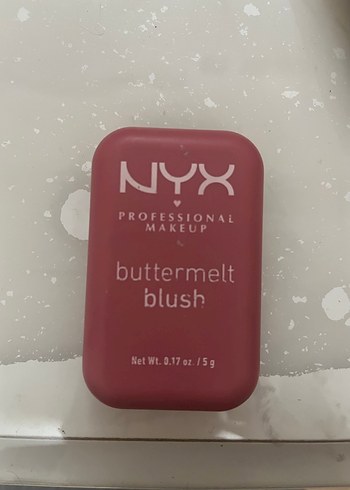 NYX
PROFESSIONAL
MAKEUP
buttermelt
blush
Net Wt. 0.17 oz. / 5 g